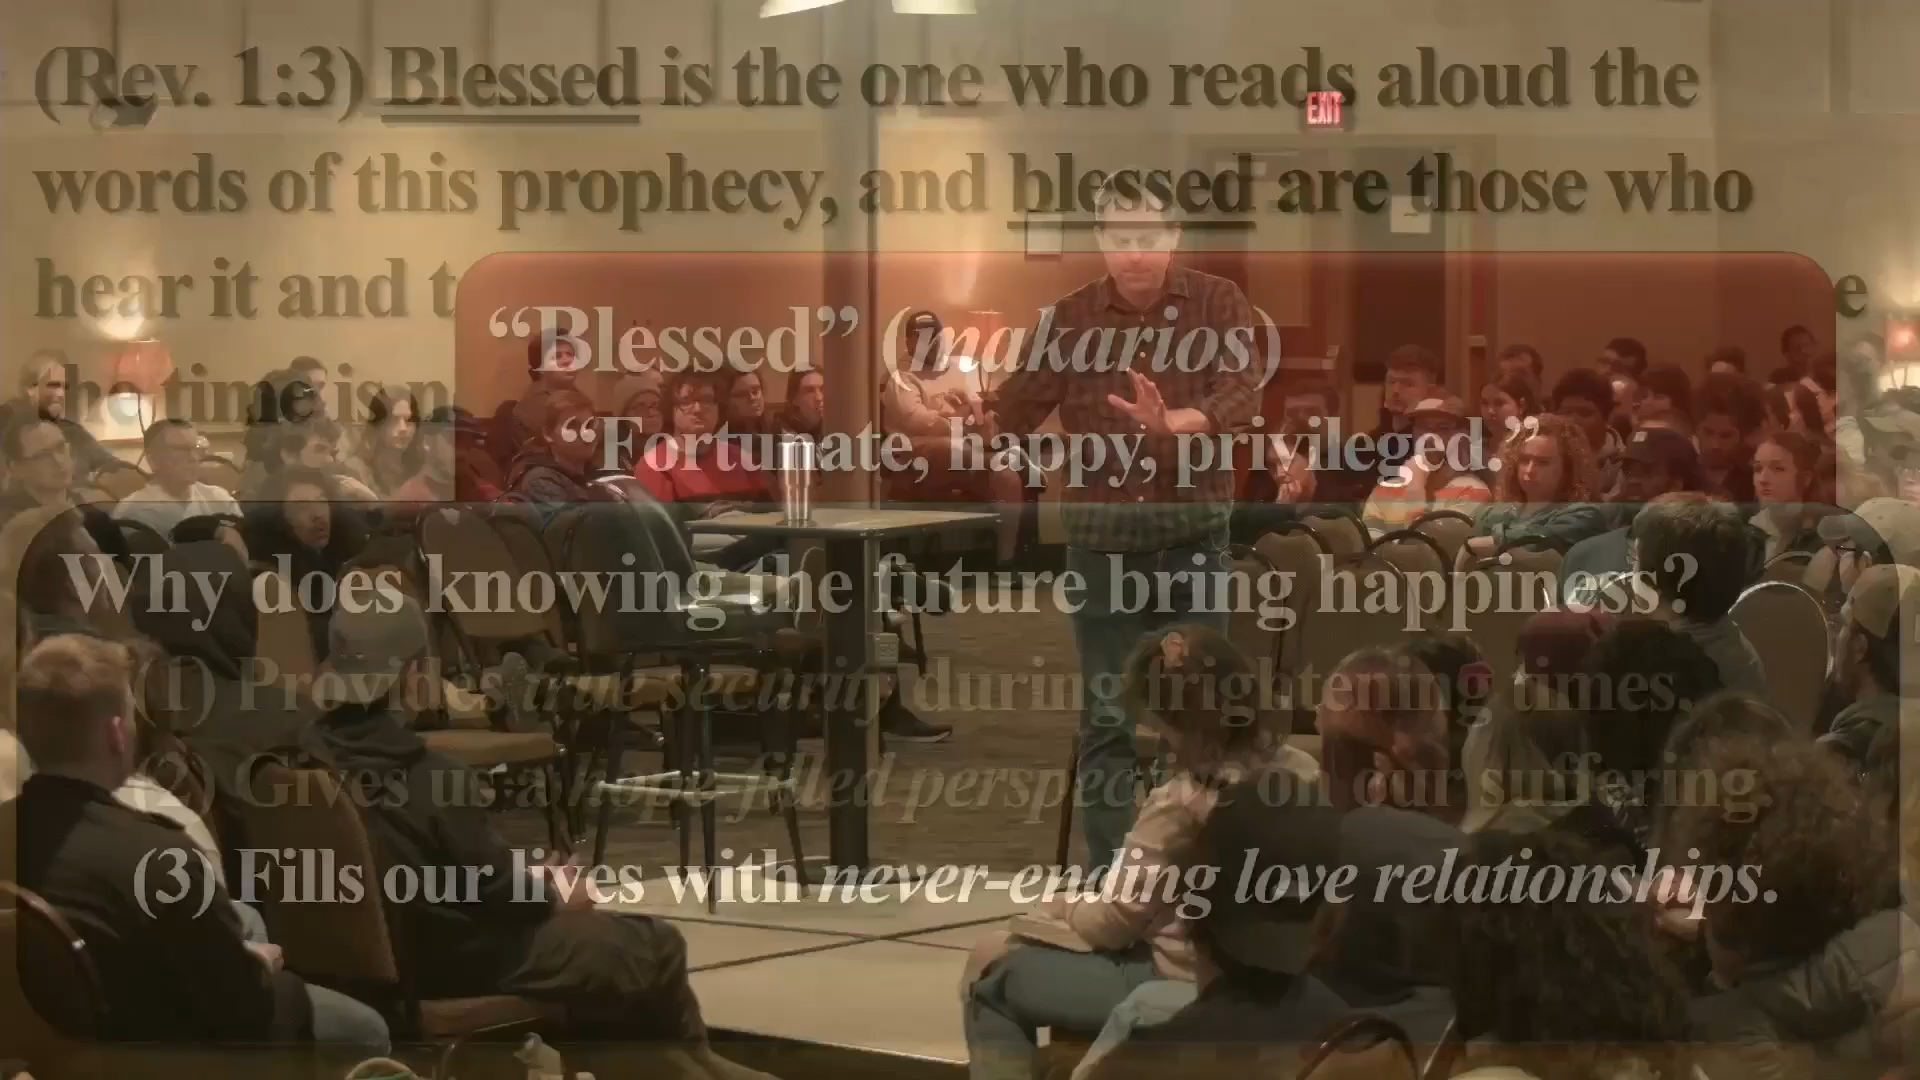 (Rev. 1:3) Blessed is the one who reads aloud the
words of this prophecy, and blessed are those who
hear it and t e
the time is n
“Blessed” (makarios)
“Fortunate, happy, privileged.”
Why does knowing the future bring happiness?
(1) Provides true security during frightening times.
(2) Gives us a hope-filled perspective on our suffering.
(3) Fills our lives with never-ending love relationships.
EXIT